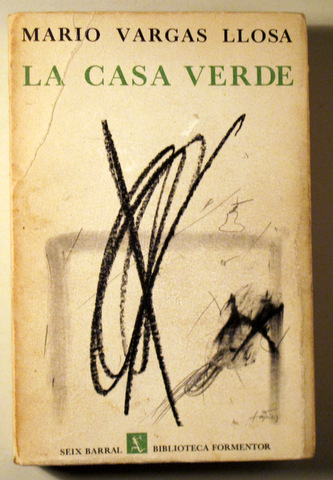 MARIO VARGAS LLOSA
LA CASA VERDE
SEIX BARRAL BIBLIOTECA FORMENTOR